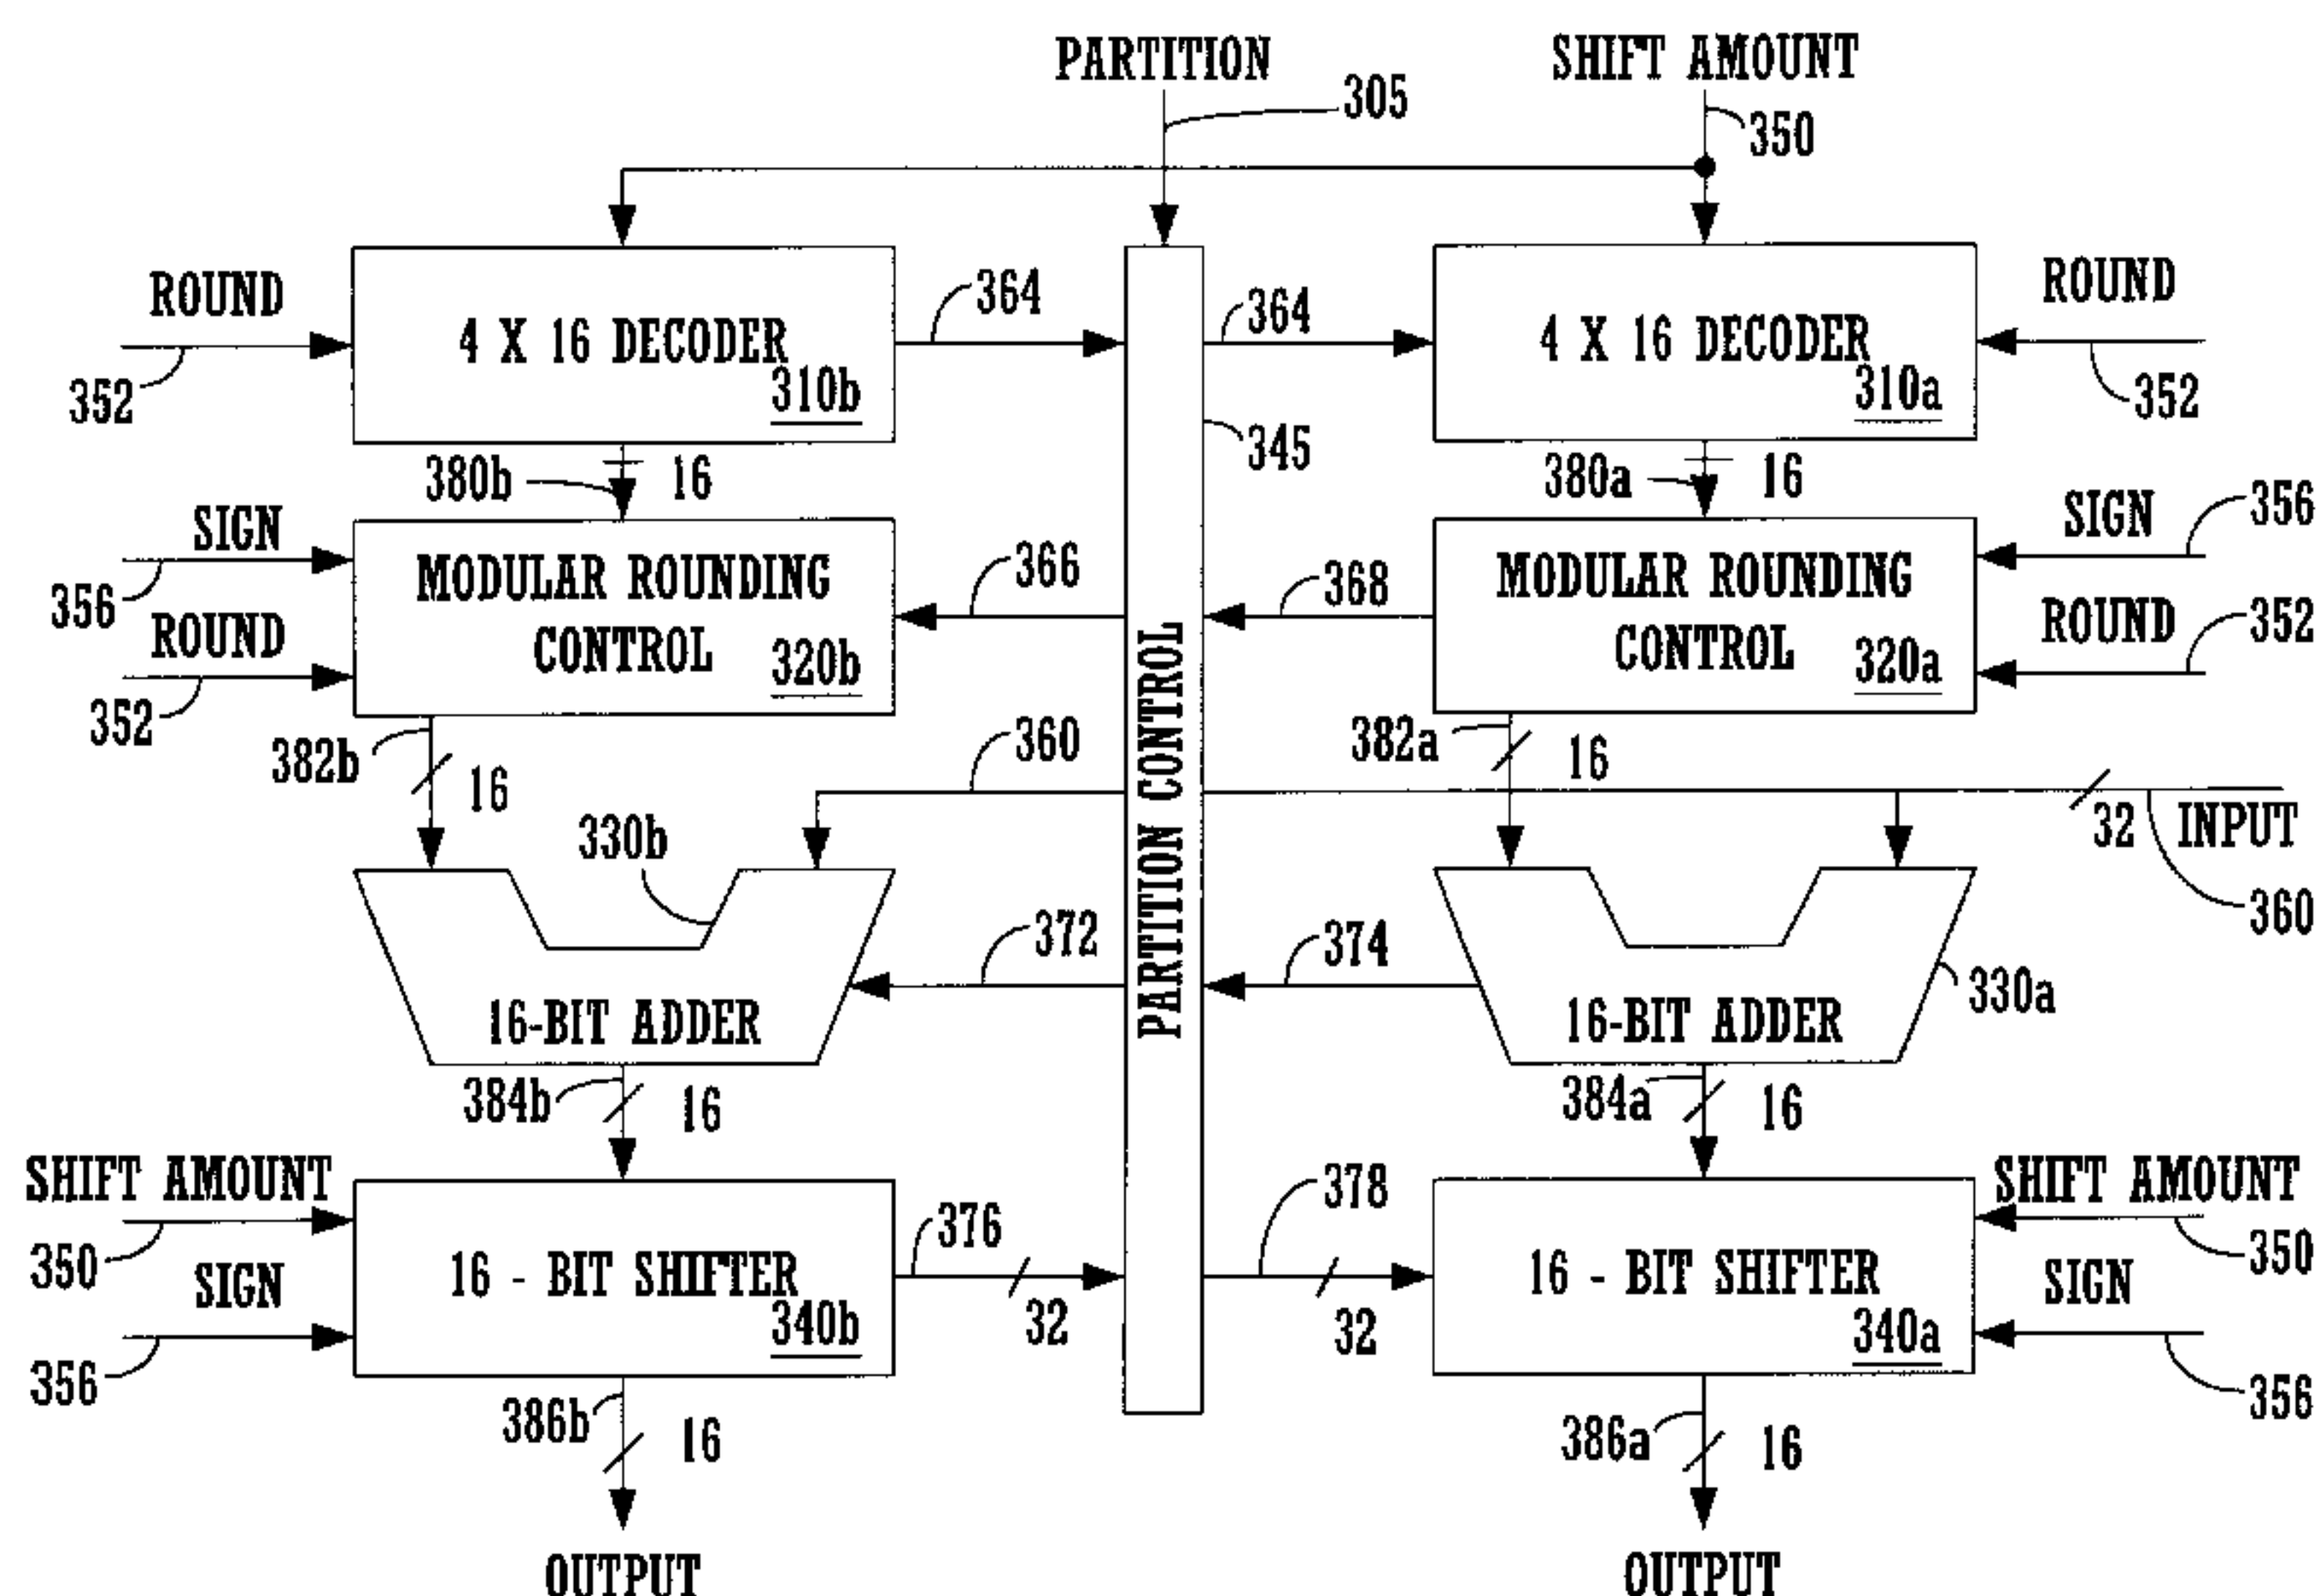 PARTITION
SHIFT AMOUNT
305
350
ROUND
352
4 X 16 DECODER
310b
364
364
4 X 16 DECODER
310a
ROUND
352
345
380b
16
380a
16
SIGN
356
ROUND
352
MODULAR ROUNDING
CONTROL
320b
366
368
MODULAR ROUNDING
CONTROL
320a
SIGN
356
ROUND
352
382b
16
360
382a
16
32
INPUT
360
330b
PARTITION CONTROL
372
374
16-BIT ADDER
16-BIT ADDER
330a
384b
16
384a
16
SHIFT AMOUNT
350
SIGN
356
16 - BIT SHIFTER
340b
376
32
378
32
16 - BIT SHIFTER
340a
SHIFT AMOUNT
350
SIGN
356
386b
16
386a
16
OUTPUT
OUTPUT